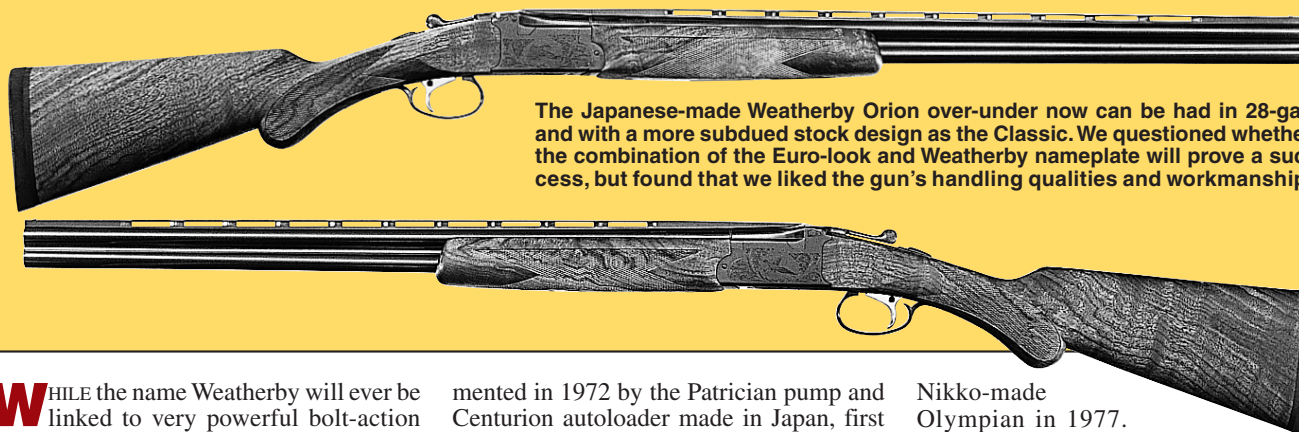 The Japanese-made Weatherby Orion over-under now can be had in 28-ga
and with a more subdued stock design as the Classic. We questioned whethe
the combination of the Euro-look and Weatherby nameplate will prove a suc
cess, but found that we liked the gun's handling qualities and workmanship
WHILE the name Weatherby will ever be
linked to very powerful bolt-action
mented in 1972 by the Patrician pump and
Centurion autoloader made in Japan, first
Nikko-made
Olympian in 1977.